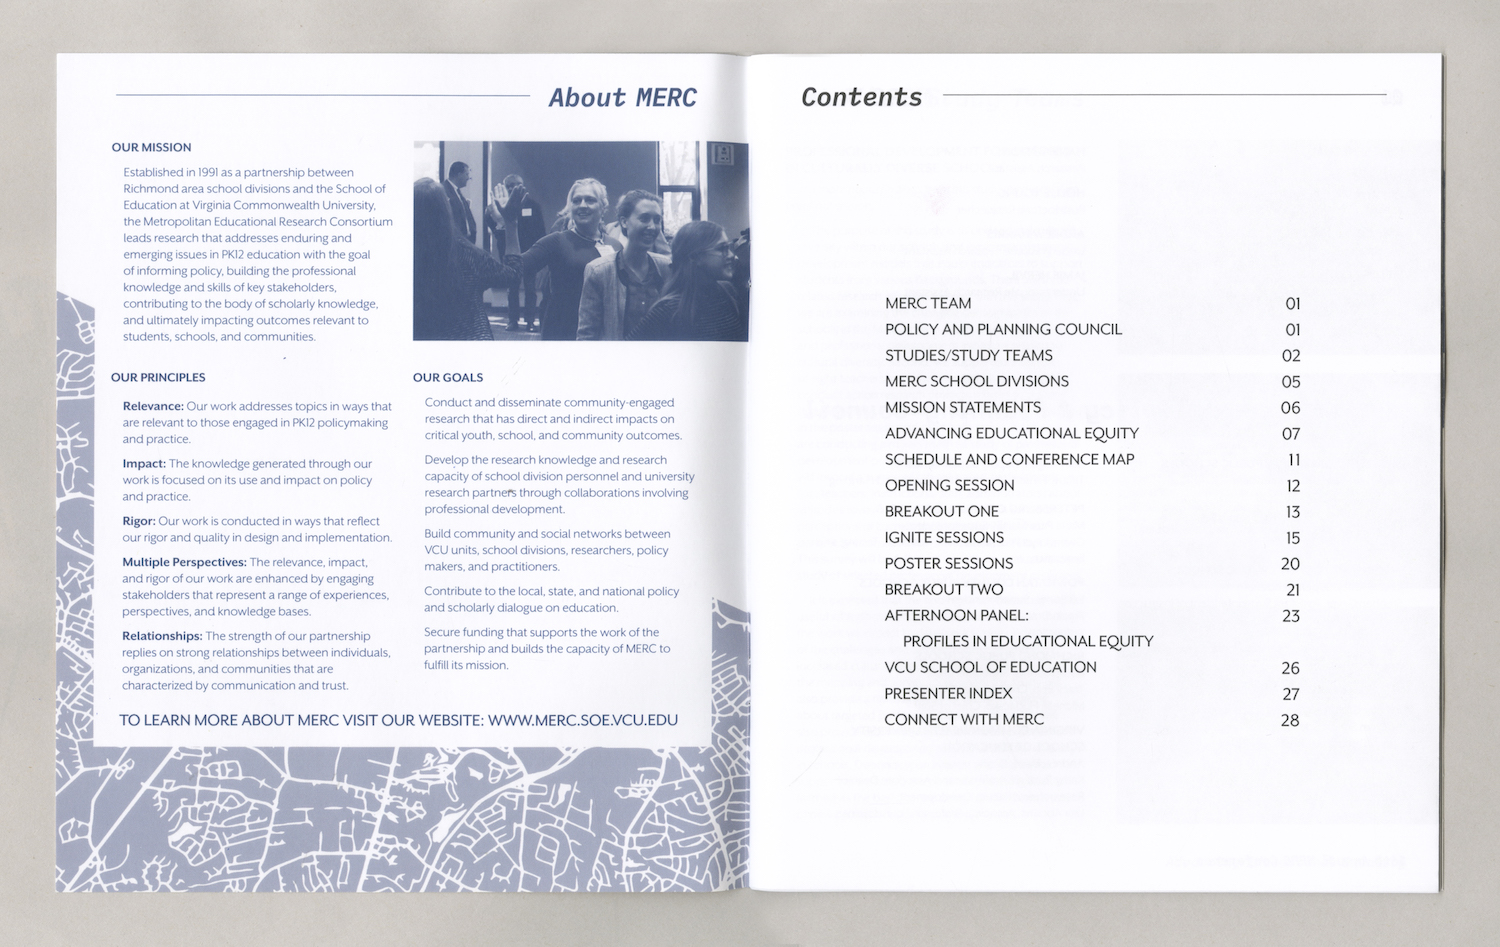 About MERC
OUR MISSION
Established in 1991 as a partnership between
Richmond area school divisions and the School of
Education at Virginia Commonwealth University,
the Metropolitan Educational Research Consortium
leads research that addresses enduring and
emerging issues in PK12 education with the goal
of informing policy, building the professional
knowledge and skills of key stakeholders,
contributing to the body of scholarly knowledge,
and ultimately impacting outcomes relevant to
students, schools, and communities.
OUR PRINCIPLES
Relevance: Our work addresses topics in ways that
are relevant to those engaged in PK12 policymaking
and practice.
Impact: The knowledge generated through our
work is focused on its use and impact on policy
and practice.
Rigor: Our work is conducted in ways that reflect
our rigor and quality in design and implementation.
Multiple Perspectives: The relevance, impact,
and rigor of our work are enhanced by engaging
stakeholders that represent a range of experiences,
perspectives, and knowledge bases.
Relationships: The strength of our partnership
replies on strong relationships between individuals,
organizations, and communities that are
characterized by communication and trust.
OUR GOALS
Conduct and disseminate community-engaged
research that has direct and indirect impacts on
critical youth, school, and community outcomes.
Develop the research knowledge and research
capacity of school division personnel and university
research partners through collaborations involving
professional development.
Build community and social networks between
VCU units, school divisions, researchers, policy
makers, and practitioners.
Contribute to the local, state, and national policy
and scholarly dialogue on education.
Secure funding that supports the work of the
partnership and builds the capacity of MERC to
fulfill its mission.
TO LEARN MORE ABOUT MERC VISIT OUR WEBSITE: WWW.MERC.SOE.VCU.EDU
Contents
MERC TEAM 01
POLICY AND PLANNING COUNCIL 01
STUDIES/STUDY TEAMS 02
MERC SCHOOL DIVISIONS 05
MISSION STATEMENTS 06
ADVANCING EDUCATIONAL EQUITY 07
SCHEDULE AND CONFERENCE MAP 11
OPENING SESSION 12
BREAKOUT ONE 13
IGNITE SESSIONS 15
POSTER SESSIONS 20
BREAKOUT TWO 21
AFTERNOON PANEL: 23
PROFILES IN EDUCATIONAL EQUITY
VCU SCHOOL OF EDUCATION 26
PRESENTER INDEX 27
CONNECT WITH MERC 28